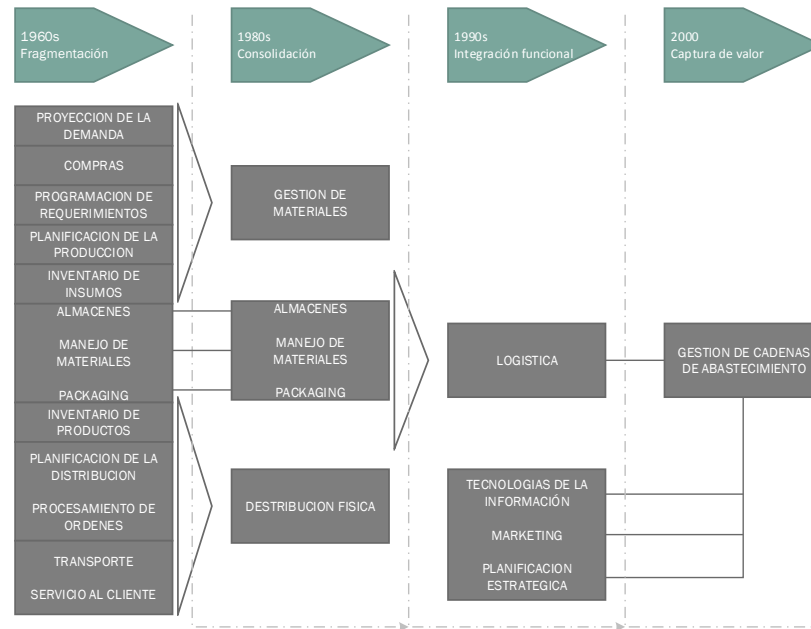 1960s
Fragmentación
1980s
Consolidación
1990s
Integración funcional
2000
Captura de valor
PROYECCION DE LA
DEMANDA
COMPRAS
PROGRAMACION DE
REQUERIMIENTOS
PLANIFICACION DE LA
PRODUCCION
INVENTARIO DE
INSUMOS
ALMACENES
MANEJO DE
MATERIALES
PACKAGING
INVENTARIO DE
PRODUCTOS
PLANIFICACION DE LA
DISTRIBUCION
PROCESAMIENTO DE
ORDENES
TRANSPORTE
SERVICIO AL CLIENTE
GESTION DE
MATERIALES
ALMACENES
MANEJO DE
MATERIALES
PACKAGING
DESTRIBUCION FISICA
LOGISTICA
TECNOLOGIAS DE LA
INFORMACIÓN
MARKETING
PLANIFICACION
ESTRATEGICA
GESTION DE CADENAS
DE ABASTECIMIENTO